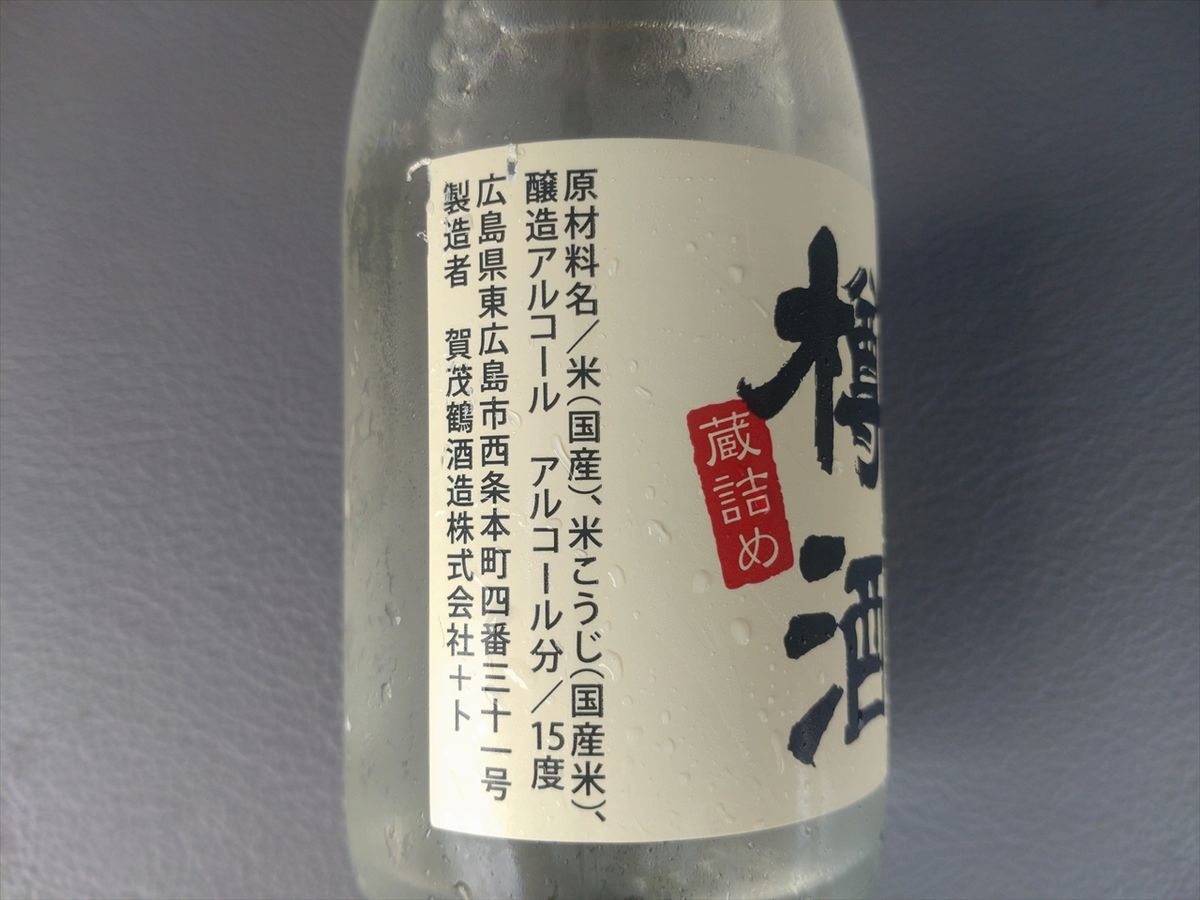 樽酒
蔵詰め
原材料名／米(国産)、米こうじ(国産米)、
醸造アルコール　アルコール分／15度
広島県東広島市西条本町四番三十一号
製造者　賀茂鶴酒造株式会社＋ト